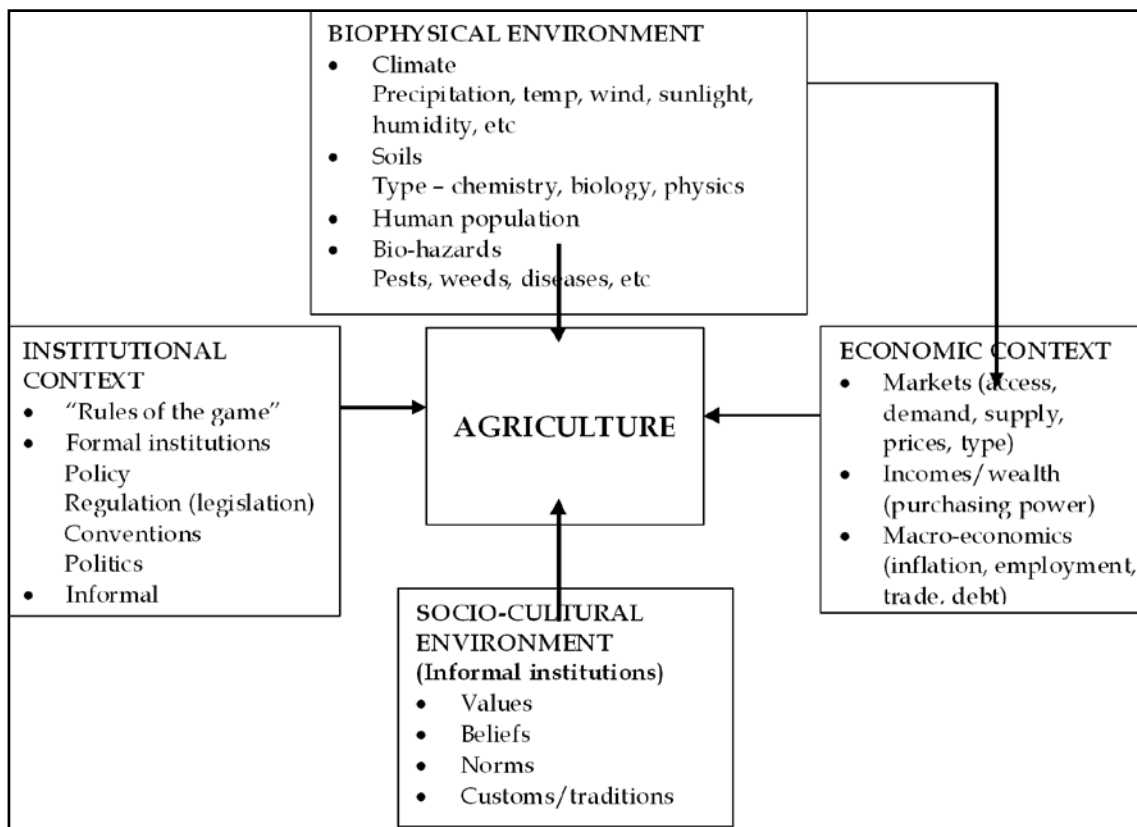 BIOPHYSICAL ENVIRONMENT
• Climate
Precipitation, temp, wind, sunlight,
humidity, etc
• Soils
Type – chemistry, biology, physics
• Human population
• Bio-hazards
Pests, weeds, diseases, etc
INSTITUTIONAL
CONTEXT
• “Rules of the game”
• Formal institutions
Policy
Regulation (legislation)
Conventions
Politics
• Informal
AGRICULTURE
ECONOMIC CONTEXT
• Markets (access,
demand, supply,
prices, type)
• Incomes/wealth
(purchasing power)
• Macro-economics
(inflation, employment,
trade, debt)
SOCIO-CULTURAL
ENVIRONMENT
(Informal institutions)
• Values
• Beliefs
• Norms
• Customs/traditions